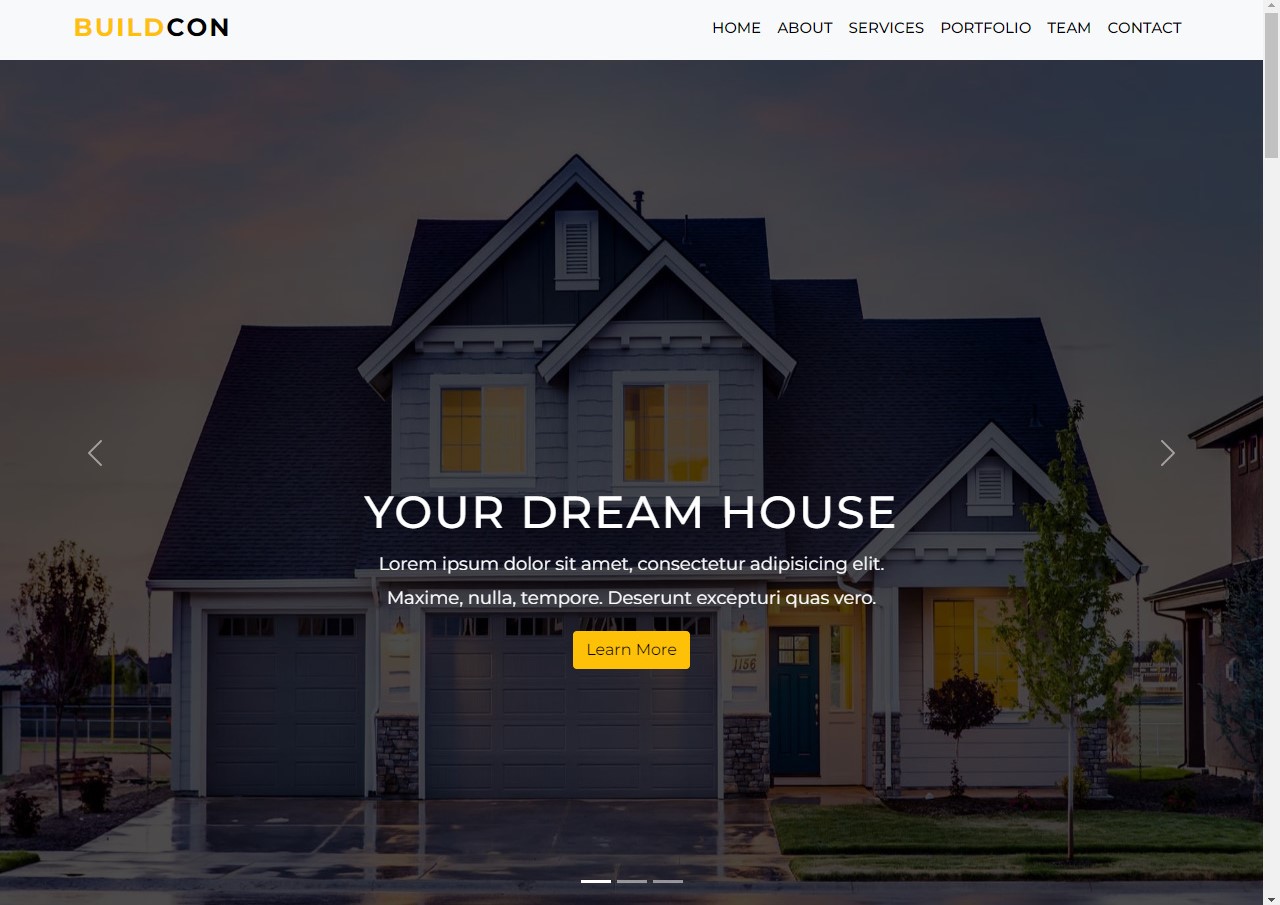 BUILDCON
HOME ABOUT SERVICES PORTFOLIO TEAM CONTACT
YOUR DREAM HOUSE
Lorem ipsum dolor sit amet, consectetur adipisicing elit.
Maxime, nulla, tempore. Deserunt excepturi quas vero.
Learn More
1156